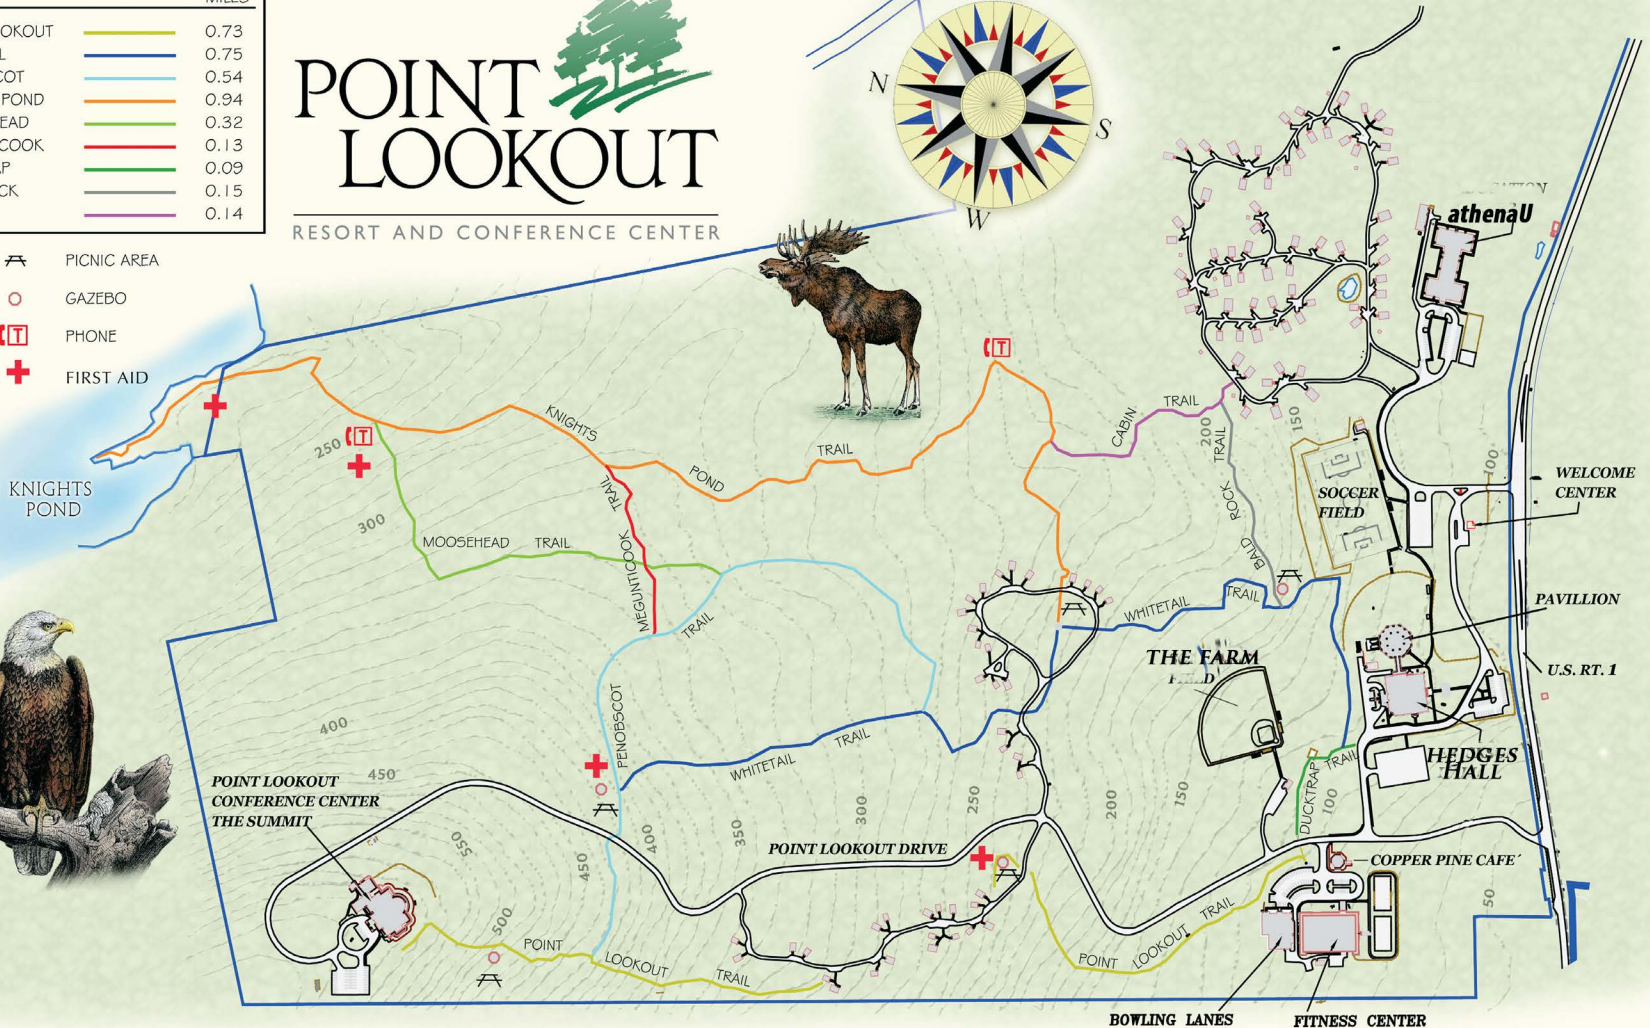 MILES
OKOUT 0.73
L 0.75
COT 0.54
POND 0.94
EAD 0.32
COOK 0.13
P 0.09
CK 0.15
0.14
PICNIC AREA
GAZEBO
T PHONE
FIRST AID
POINT
LOOKOUT
RESORT AND CONFERENCE CENTER
N
S
W
athenaU
KNIGHTS
POND
250
T
300
400
450
KNIGHTS
POND
TRAIL
T
CABIN
TRAIL
200
150
100
TRAIL
ROCK
BALD
MOOSEHEAD TRAIL
TRAIL
MEGUNTICOOK
TRAIL
PENOBSCOT
SOCCER
FIELD
WELCOME
CENTER
PAVILLION
U.S. RT. 1
WHITETAIL
TRAIL
THE FARM
FIELD
HEDGES
HALL
WHITETAIL
TRAIL
DUCKTRAP
TRAIL
100
POINT LOOKOUT
CONFERENCE CENTER
THE SUMMIT
550
500
450
400
350
300
250
200
150
50
POINT LOOKOUT DRIVE
COPPER PINE CAFE´
POINT
LOOKOUT
TRAIL
POINT
LOOKOUT
TRAIL
BOWLING LANES
FITNESS CENTER